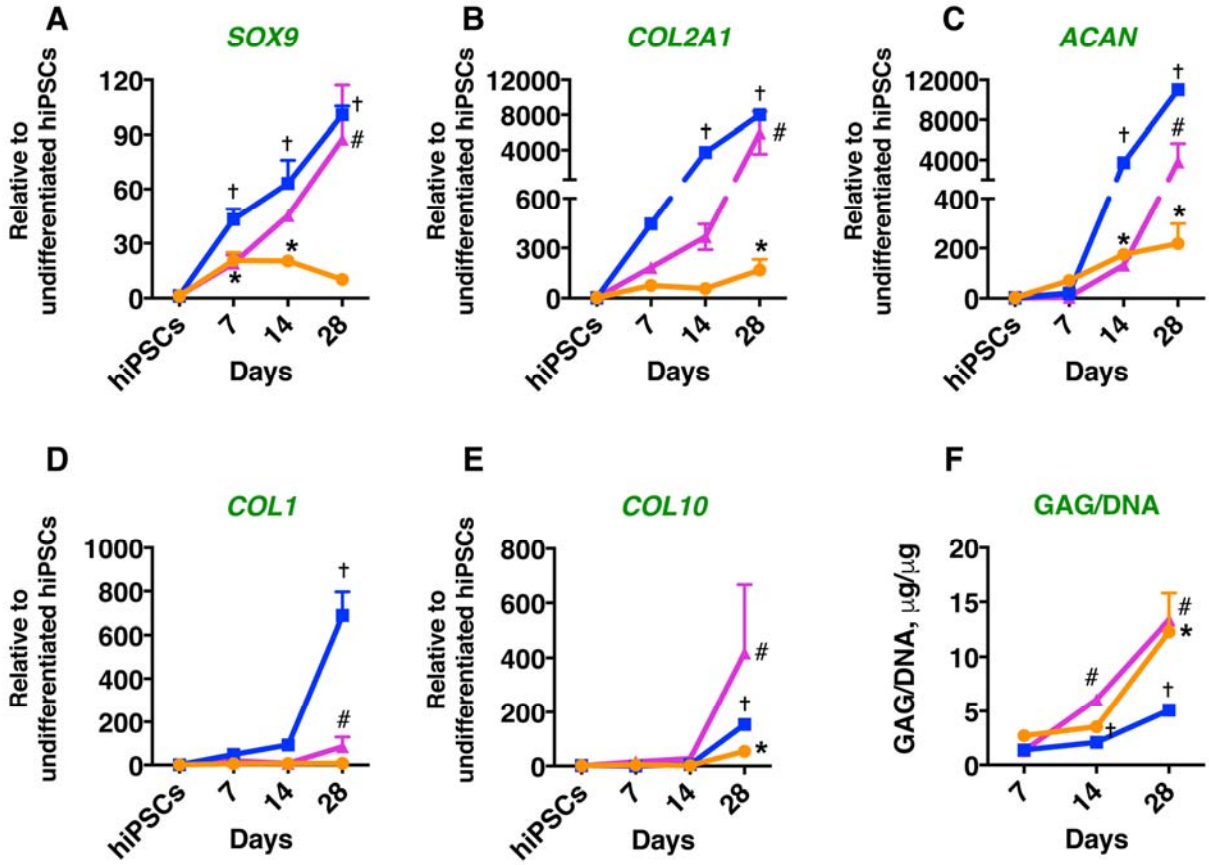 A
SOX9
Relative to
undifferentiated hiPSCs
120
90
60
30
0
†
†
†
#
*
*
hiPSCs 7 14 28
Days
B
COL2A1
Relative to
undifferentiated hiPSCs
12000
8000
4000
600
300
0
†
†
#
*
hiPSCs 7 14 28
Days
C
ACAN
Relative to
undifferentiated hiPSCs
12000
8000
4000
400
200
0
†
†
#
*
*
hiPSCs 7 14 28
Days
D
COL1
Relative to
undifferentiated hiPSCs
1000
800
600
400
200
0
†
#
hiPSCs 7 14 28
Days
E
COL10
Relative to
undifferentiated hiPSCs
800
600
400
200
0
#
†
*
hiPSCs 7 14 28
Days
F
GAG/DNA
GAG/DNA, μg/μg
20
15
10
5
0
#
*
#
†
†
7 14 28
Days